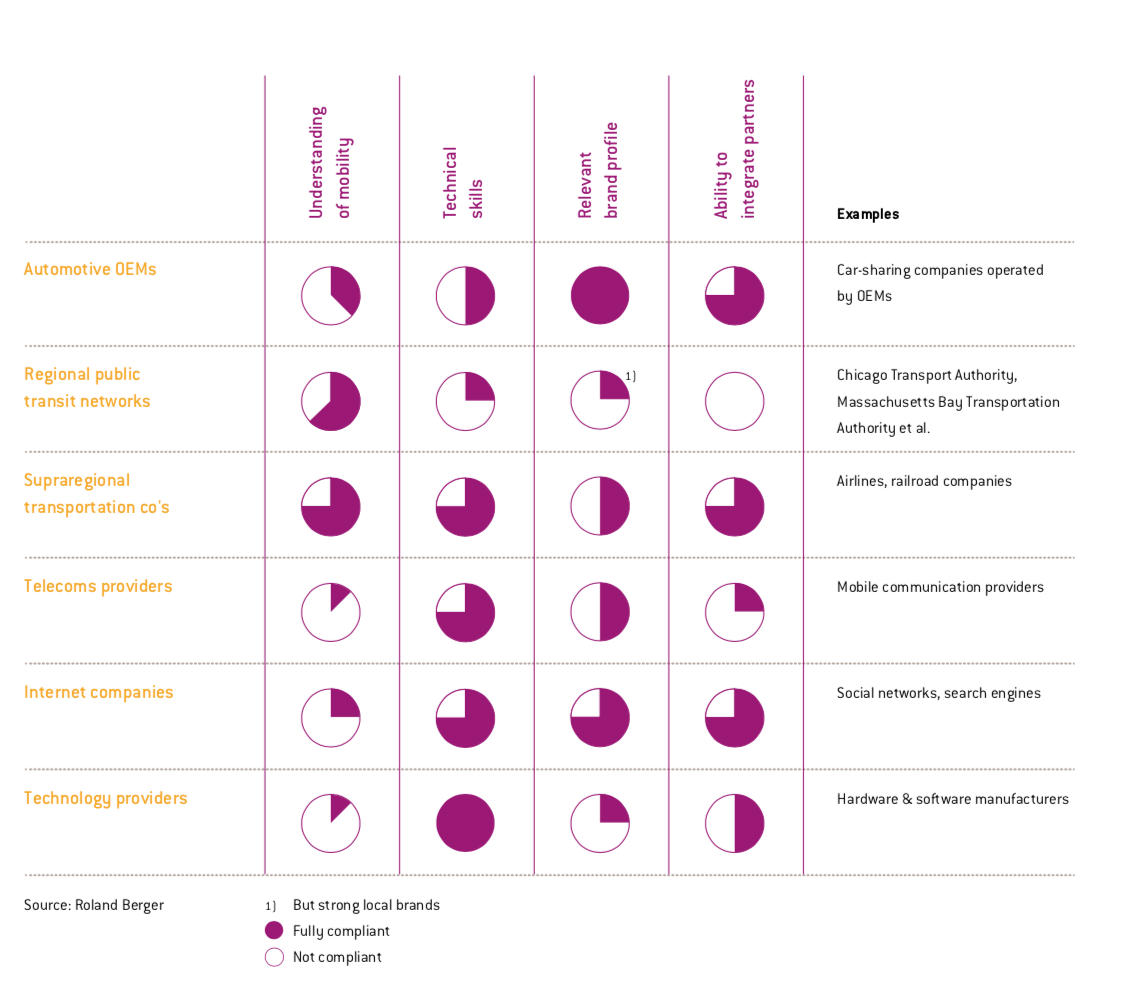 Understanding
of mobility
Technical
skills
Relevant
brand profile
Ability to
integrate partners
Examples
Automotive OEMs
Car-sharing companies operated
by OEMs
Regional public
transit networks
1)
Chicago Transport Authority,
Massachusetts Bay Transportation
Authority et al.
Supraregional
transportation co's
Airlines, railroad companies
Telecoms providers
Mobile communication providers
Internet companies
Social networks, search engines
Technology providers
Hardware & software manufacturers
Source: Roland Berger
1) But strong local brands
Fully compliant
Not compliant